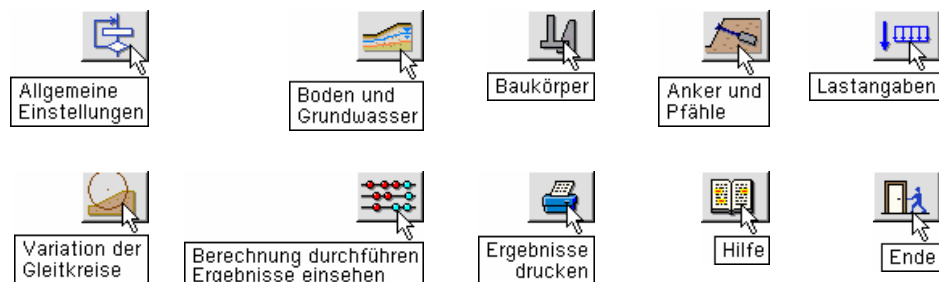 Allgemeine
Einstellungen
Boden und
Grundwasser
Baukörper
Anker und
Pfähle
Lastangaben
Variation der
Gleitkreise
Berechnung durchführen
Ergebnisse einsehen
Ergebnisse
drucken
Hilfe
Ende